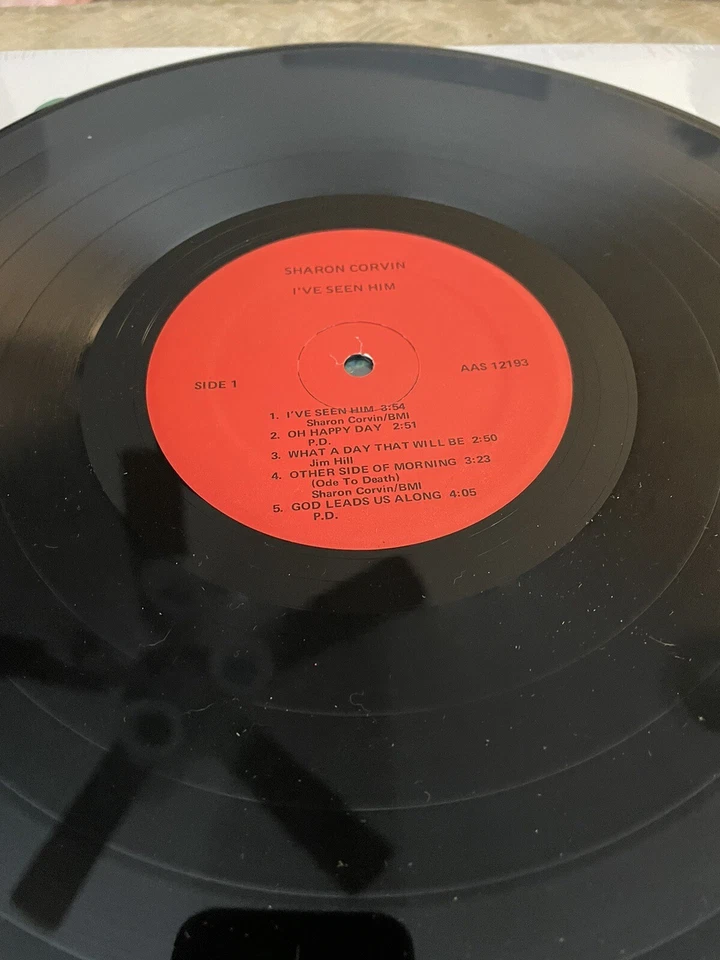 SHARON CORVIN
I'VE SEEN HIM
SIDE 1
AAS 12193
1. I'VE SEEN HIM 3:54
Sharon Corvin/BMI
2. OH HAPPY DAY 2:51
P.D.
3. WHAT A DAY THAT WILL BE 2:50
Jim Hill
4. OTHER SIDE OF MORNING 3:23
(Ode To Death)
Sharon Corvin/BMI
5. GOD LEADS US ALONG 4:05
P.D.